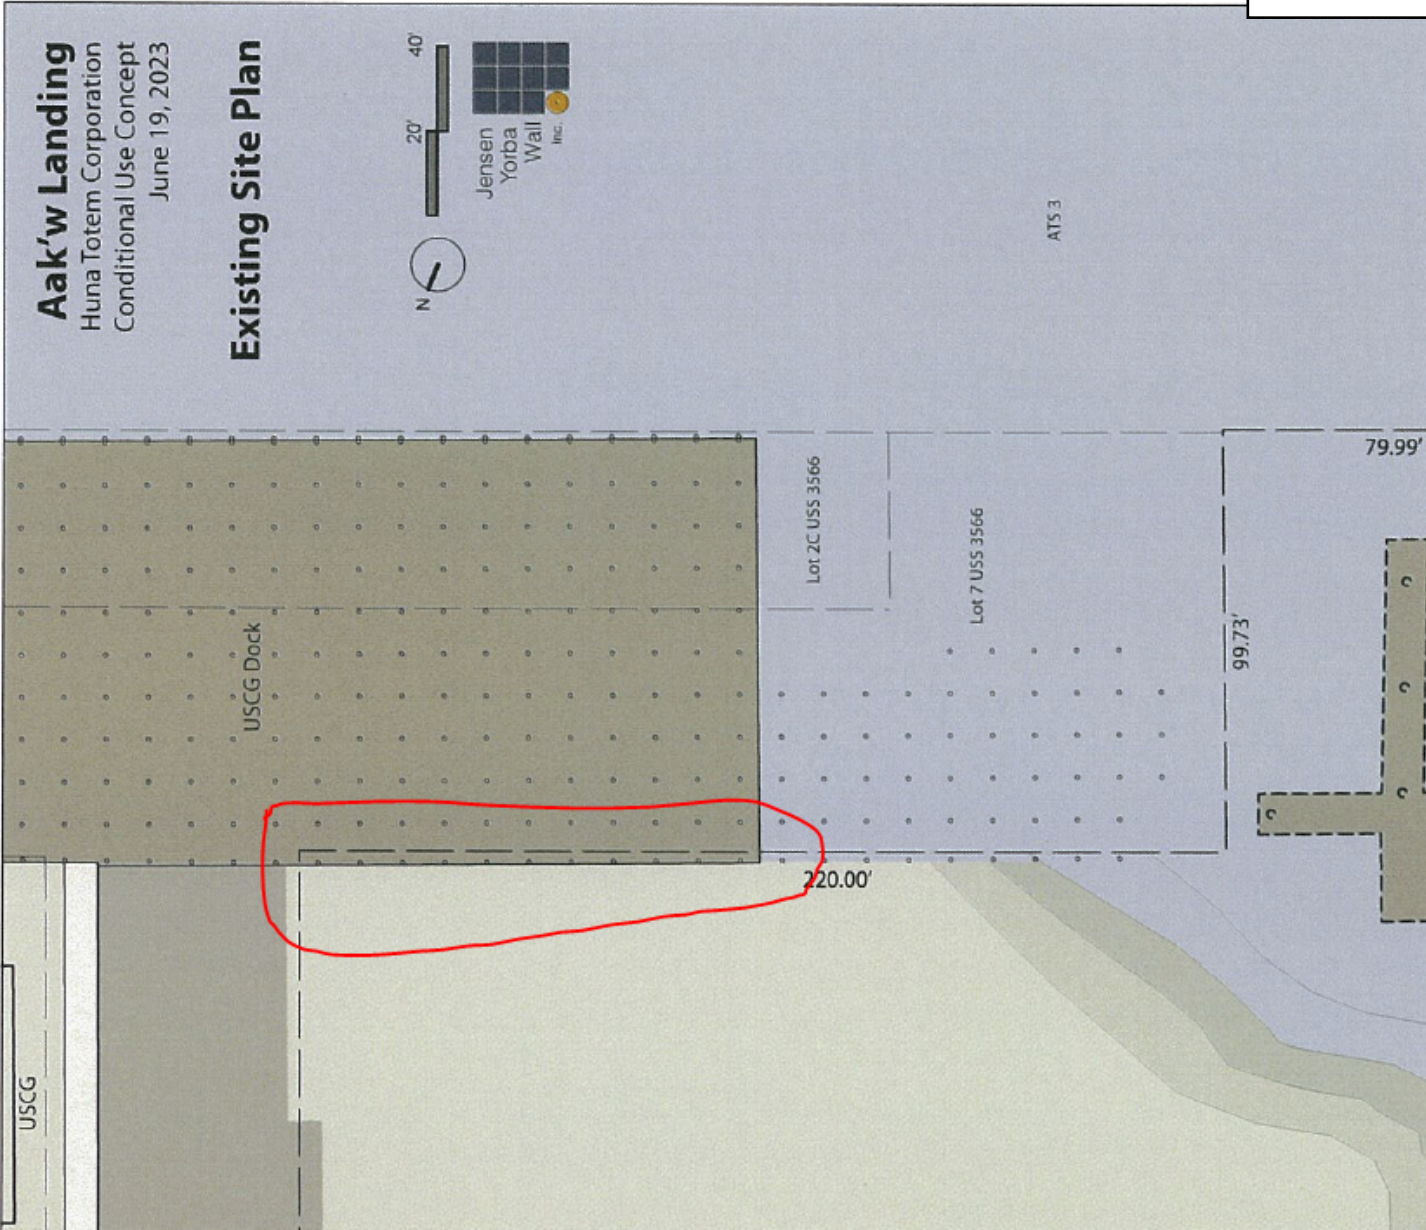 Aak'w Landing
Huna Totem Corporation
Conditional Use Concept
June 19, 2023
Existing Site Plan
40'
20'
N
Jensen
Yorba
Wall
Inc.
ATS 3
79.99'
Lot 2C USS 3566
Lot 7 USS 3566
99.73'
USCG Dock
220.00'
USCG